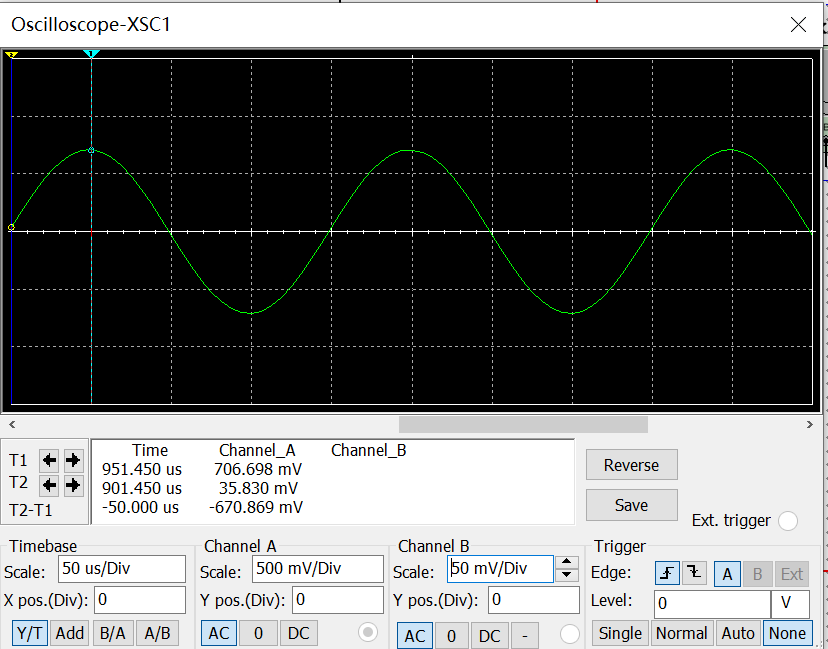 Oscilloscope-XSC1
2 1
T1
T2
T2-T1
Time Channel_A Channel_B
951.450 us 706.698 mV
901.450 us 35.830 mV
-50.000 us -670.869 mV
Reverse
Save
Ext. trigger
Timebase
Scale: 50 us/Div
X pos.(Div): 0
Y/T Add B/A A/B
Channel A
Scale: 500 mV/Div
Y pos.(Div): 0
AC 0 DC
Channel B
Scale: 50 mV/Div
Y pos.(Div): 0
AC 0 DC -
Trigger
Edge: A B Ext
Level: 0 V
Single Normal Auto None